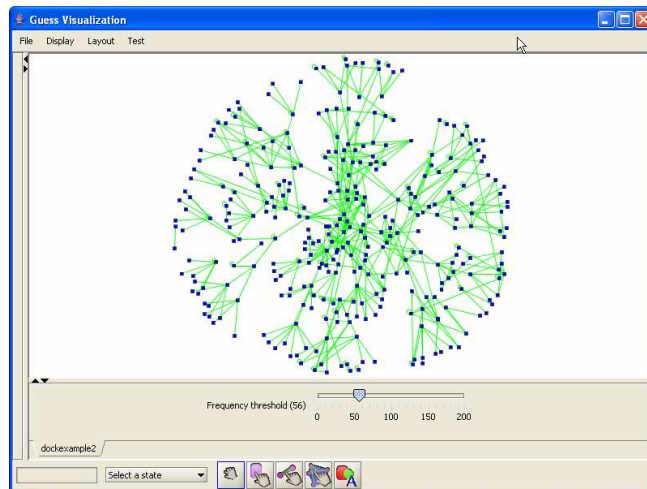 Guess Visualization
File Display Layout Test
Frequency threshold (56)
0 50 100 150 200
dockexample2
Select a state
A